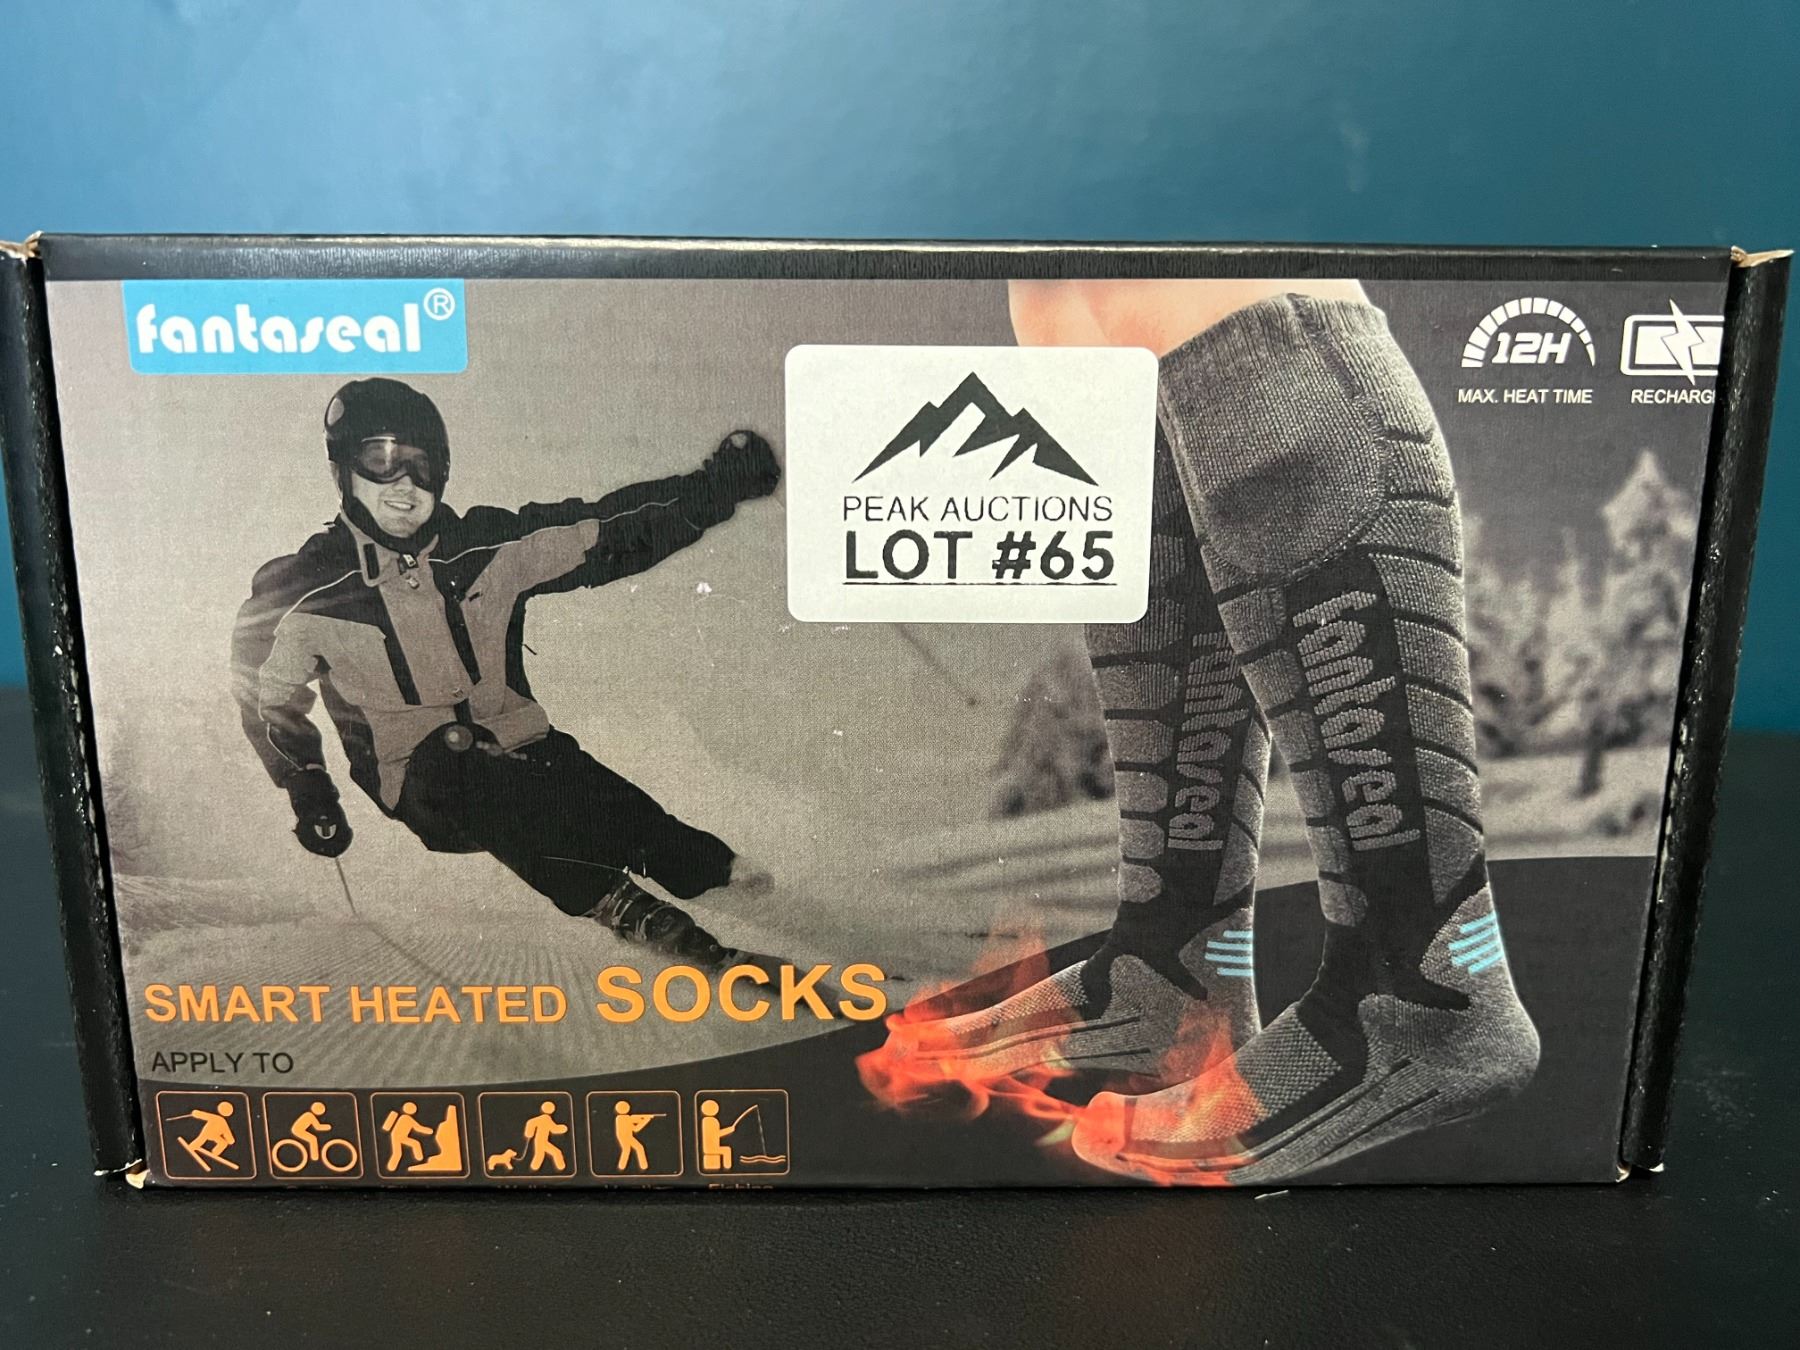 fantaseal®
12H
MAX. HEAT TIME
PEAK AUCTIONS
LOT #65
fantaseal
fantaseal
SMART HEATED SOCKS
APPLY TO